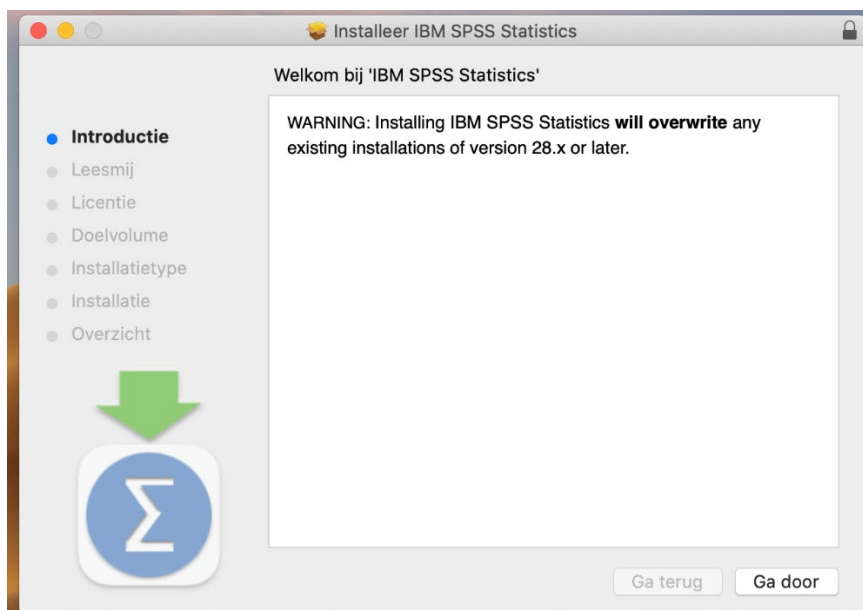 Installeer IBM SPSS Statistics
Welkom bij 'IBM SPSS Statistics'
Introductie
Leesmij
Licentie
Doelvolume
Installatietype
Installatie
Overzicht
WARNING: Installing IBM SPSS Statistics will overwrite any
existing installations of version 28.x or later.
Σ
Ga terug
Ga door